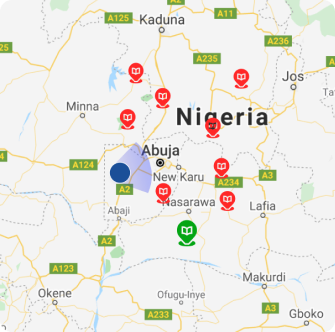 A125
Kaduna
A2
A11
A236
A235
A25
Jos
Minna
Nigeria
A124
Abuja
New Karu
A234
A3
A2
Abaji
Nasarawa
Lafia
A2
A123
Makurdi
Okene
Ofugu-Inye
A233
A3
Gboko